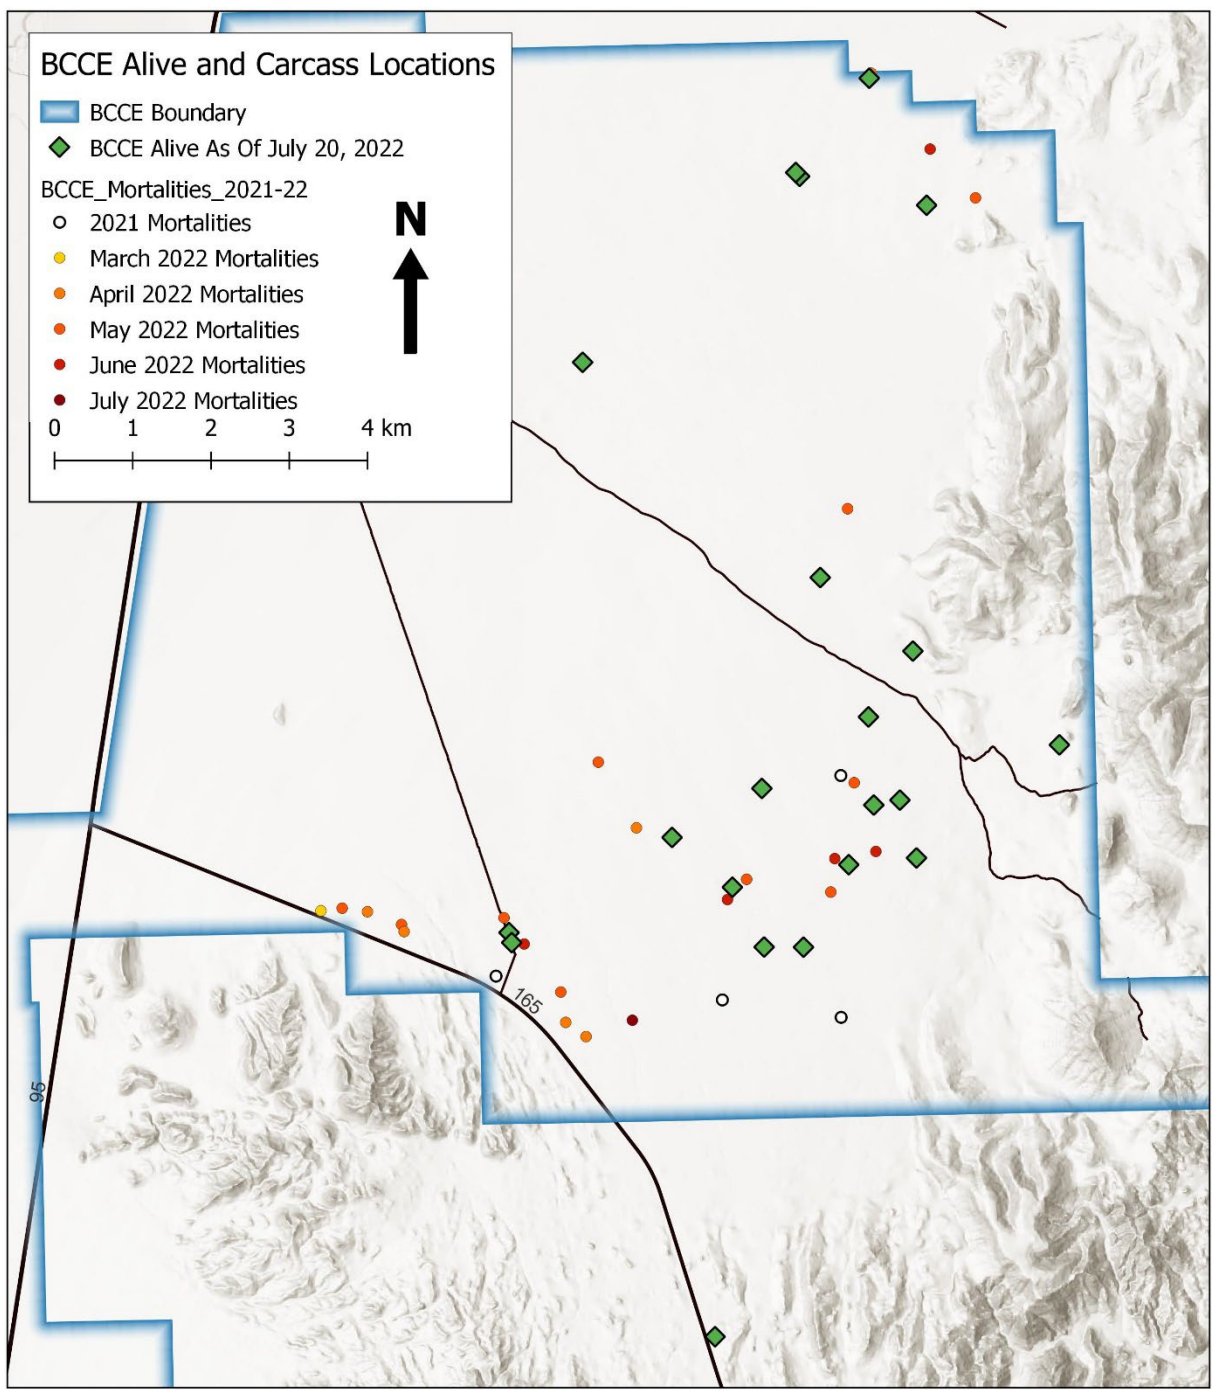 BCCE Alive and Carcass Locations
BCCE Boundary
BCCE Alive As Of July 20, 2022
BCCE_Mortalities_2021-22
2021 Mortalities
N
March 2022 Mortalities
April 2022 Mortalities
May 2022 Mortalities
June 2022 Mortalities
July 2022 Mortalities
0 1 2 3 4 km
165
95